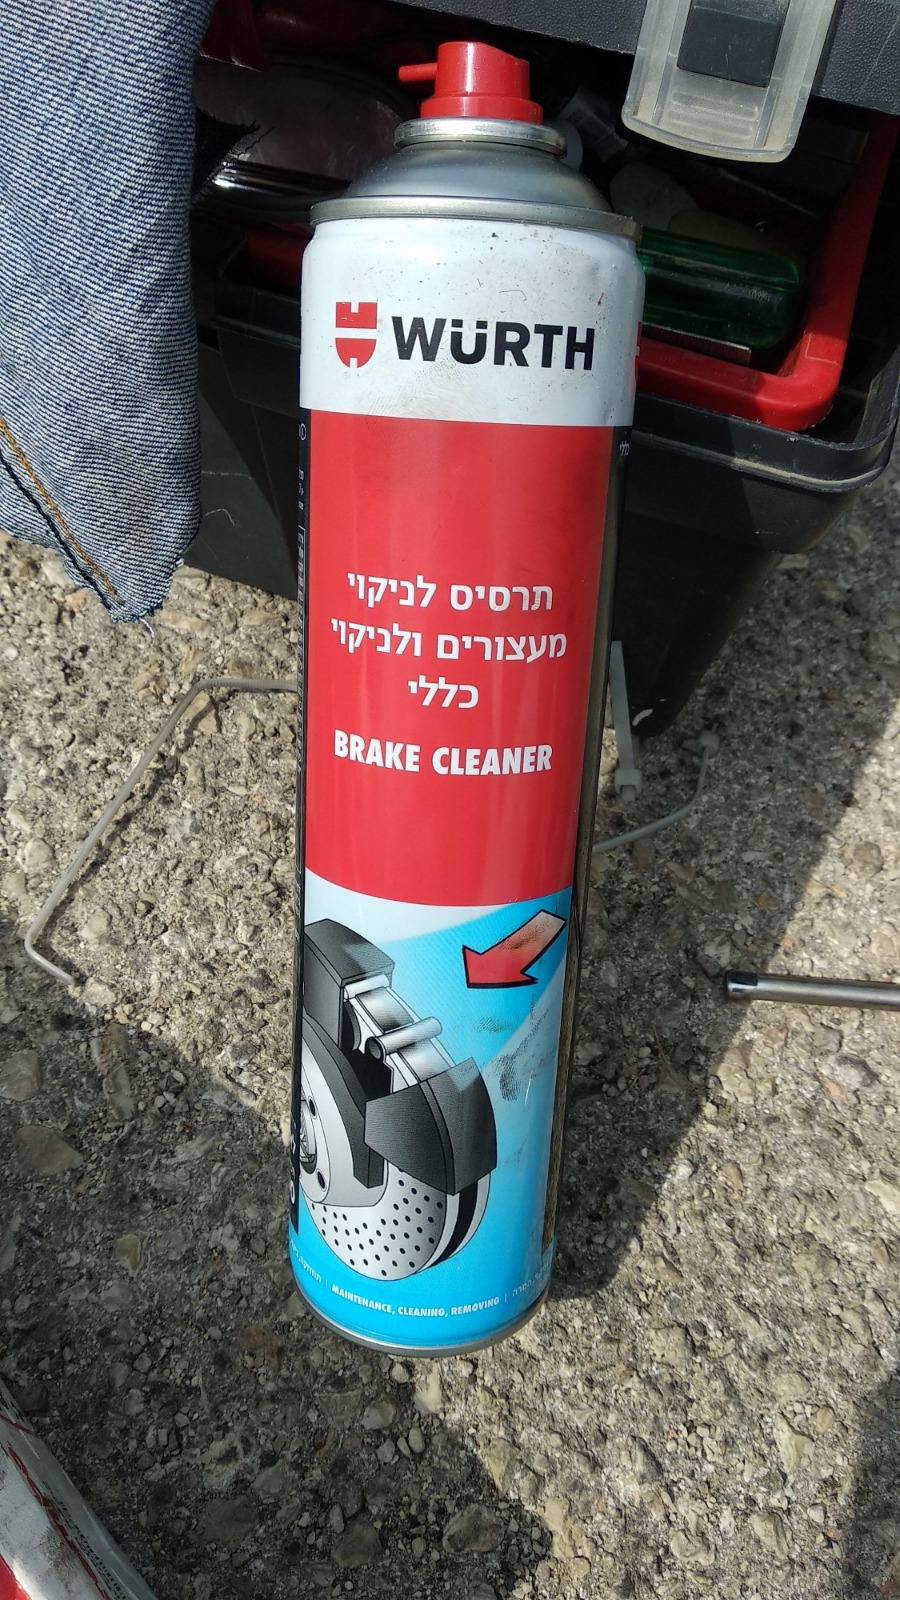 WÜRTH
תרסיס לניקוי
מעצורים ולניקוי
כללי
BRAKE CLEANER
MAINTENANCE, CLEANING, REMOVING